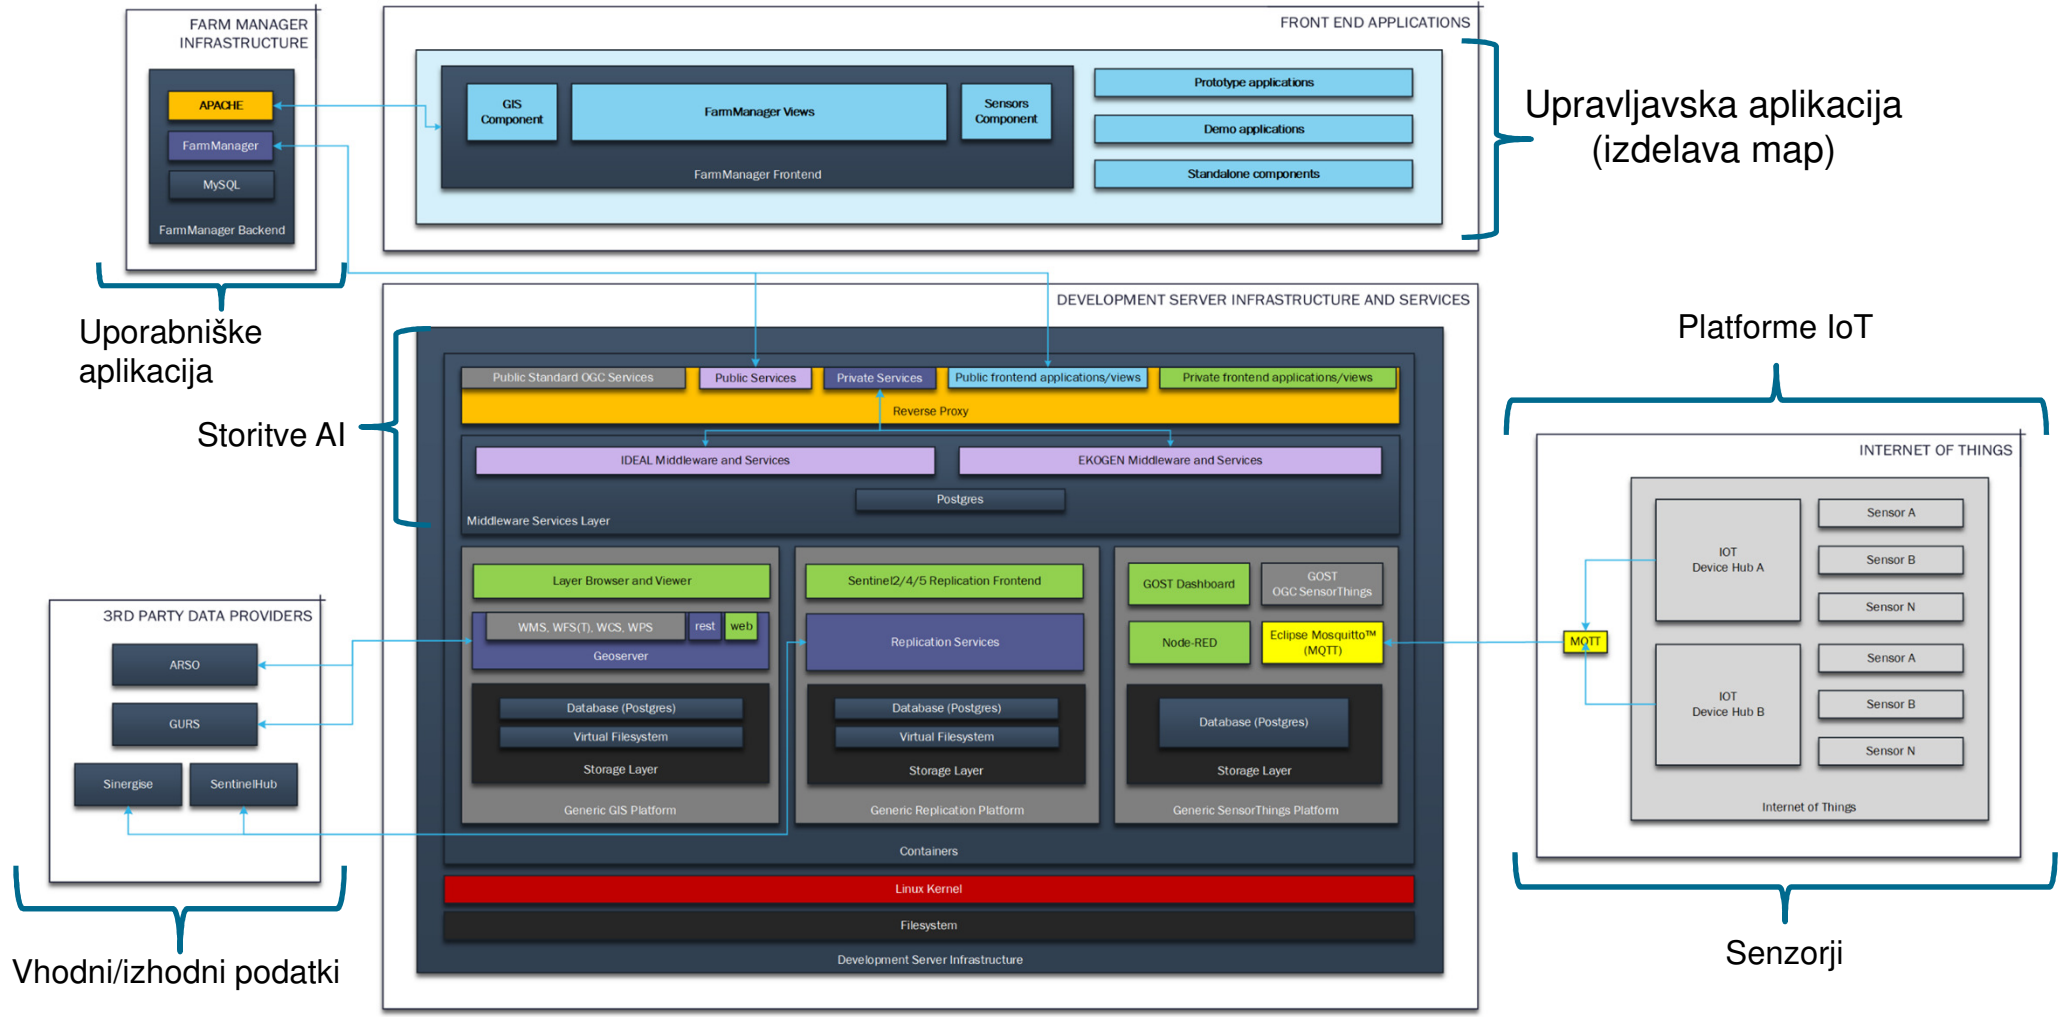 FARM MANAGER
INFRASTRUCTURE
APACHE
FarmManager
MySQL
FarmManager Backend
Uporabniške
aplikacija
FRONT END APPLICATIONS
GIS
Component
FarmManager Views
Sensors
Component
FarmManager Frontend
Prototype applications
Demo applications
Standalone components
Upravljavska aplikacija
(izdelava map)
DEVELOPMENT SERVER INFRASTRUCTURE AND SERVICES
Storitve AI
Public Standard OGC Services
Public Services
Private Services
Public frontend applications/views
Private frontend applications/views
Reverse Proxy
IDEAL Middleware and Services
EKOGEN Middleware and Services
Postgres
Middleware Services Layer
Layer Browser and Viewer
WMS, WFS(T), WCS, WPS
rest
web
Geoserver
Database (Postgres)
Virtual Filesystem
Storage Layer
Generic GIS Platform
Sentinel2/4/5 Replication Frontend
Replication Services
Database (Postgres)
Virtual Filesystem
Storage Layer
Generic Replication Platform
GOST Dashboard
GOST
OGC SensorThings
Node-RED
Eclipse Mosquitto™
(MQTT)
Database (Postgres)
Storage Layer
Generic SensorThings Platform
Containers
Linux Kernel
Filesystem
Development Server Infrastructure
3RD PARTY DATA PROVIDERS
ARSO
GURS
Sinergise
SentinelHub
Vhodni/izhodni podatki
Platforme IoT
INTERNET OF THINGS
MQTT
IOT
Device Hub A
Sensor A
Sensor B
Sensor N
IOT
Device Hub B
Sensor A
Sensor B
Sensor N
Internet of Things
Senzorji